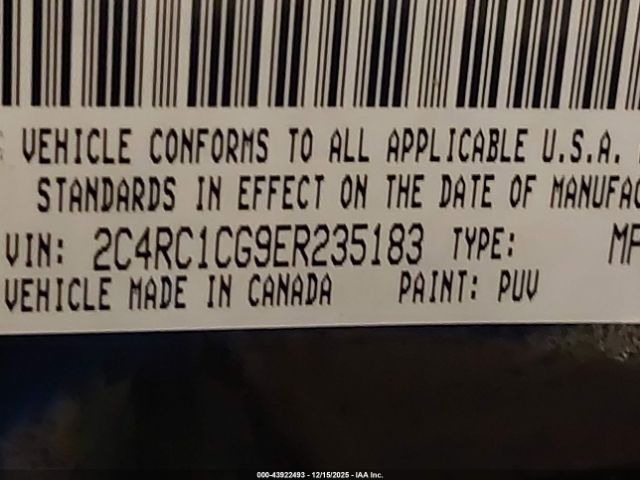 VEHICLE CONFORMS TO ALL APPLICABLE U.S.A.
STANDARDS IN EFFECT ON THE DATE OF MANUFAC
VIN: 2C4RC1CG9ER235183 TYPE: MP
VEHICLE MADE IN CANADA PAINT: PUV
000-43922493 - 12/15/2025 - IAA Inc.